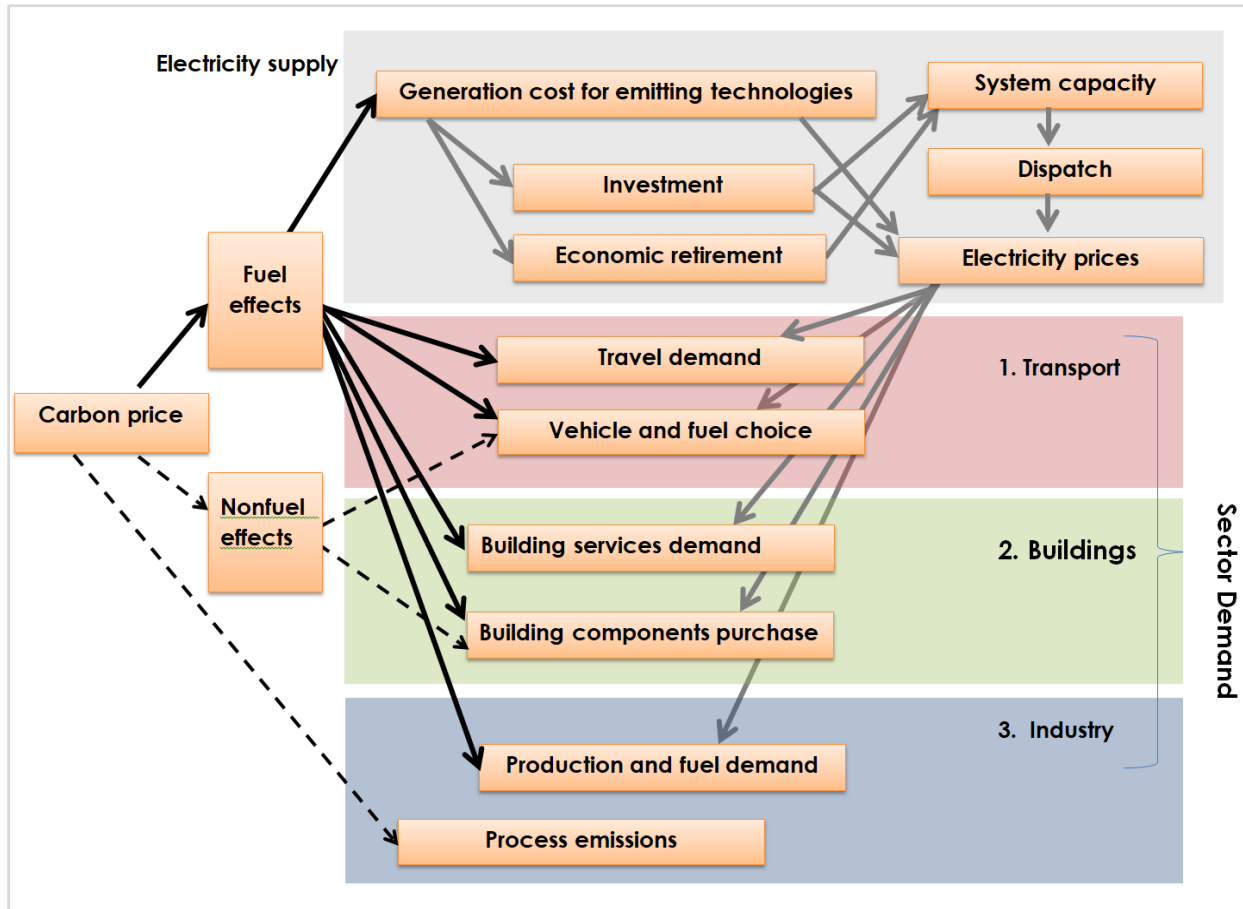 Electricity supply
Generation cost for emitting technologies
System capacity
Investment
Dispatch
Economic retirement
Electricity prices
Fuel
effects
Travel demand
1. Transport
Carbon price
Vehicle and fuel choice
Nonfuel
effects
Building services demand
2. Buildings
Building components purchase
Sector Demand
3. Industry
Production and fuel demand
Process emissions